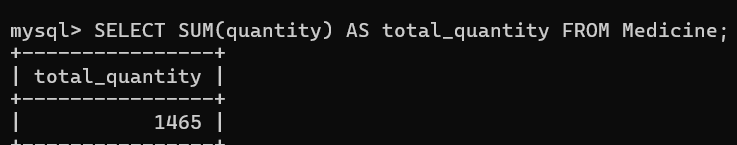 mysql> SELECT SUM(quantity) AS total_quantity FROM Medicine;
+----------------+
| total_quantity |
+----------------+
|           1465 |
+----------------+